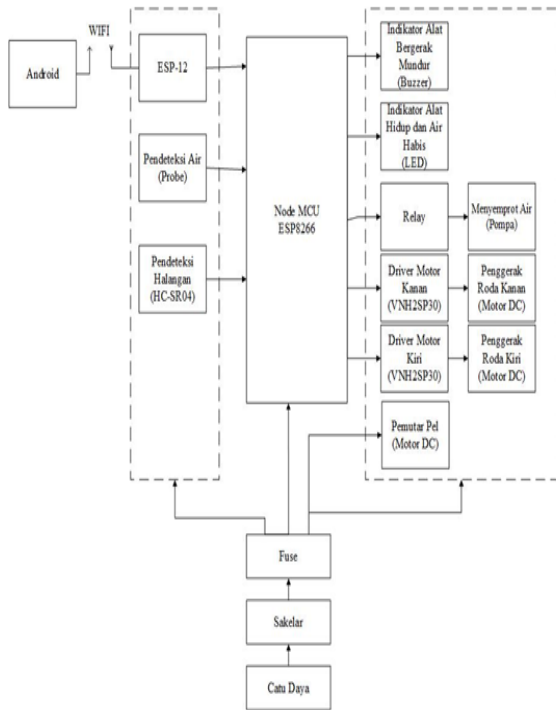 WIFI
Android
ESP-12
Pendeteksi Air
(Probe)
Pendeteksi
Halangan
(HC-SR04)
Node MCU
ESP8266
Indikator Alat
Bergerak
Mundur
(Buzzer)
Indikator Alat
Hidup dan Air
Habis
(LED)
Relay
Menyemprot Air
(Pompa)
Driver Motor
Kanan
(VNH2SP30)
Penggerak
Roda Kanan
(Motor DC)
Driver Motor
Kiri
(VNH2SP30)
Penggerak
Roda Kiri
(Motor DC)
Pemutar Pel
(Motor DC)
Fuse
Sakelar
Catu Daya